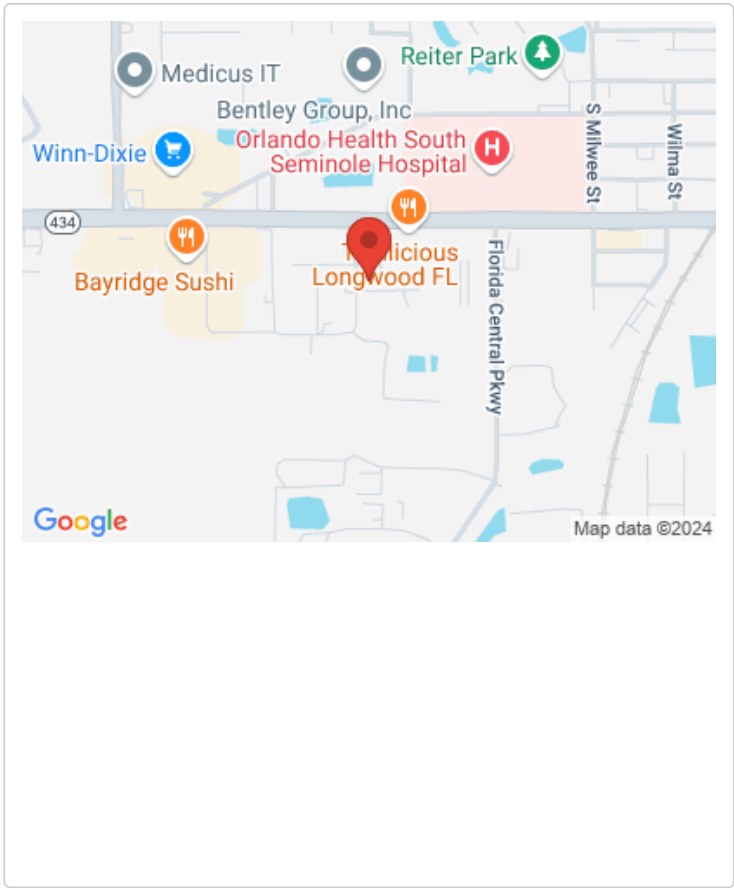 Reiter Park
Medicus IT
Bentley Group, Inc
Orlando Health South
Seminole Hospital
H
Winn-Dixie
S Milwee St
Wilma St
434
Bayridge Sushi
Longwood FL
Florida Central Pkwy
Google
Map data ©2024